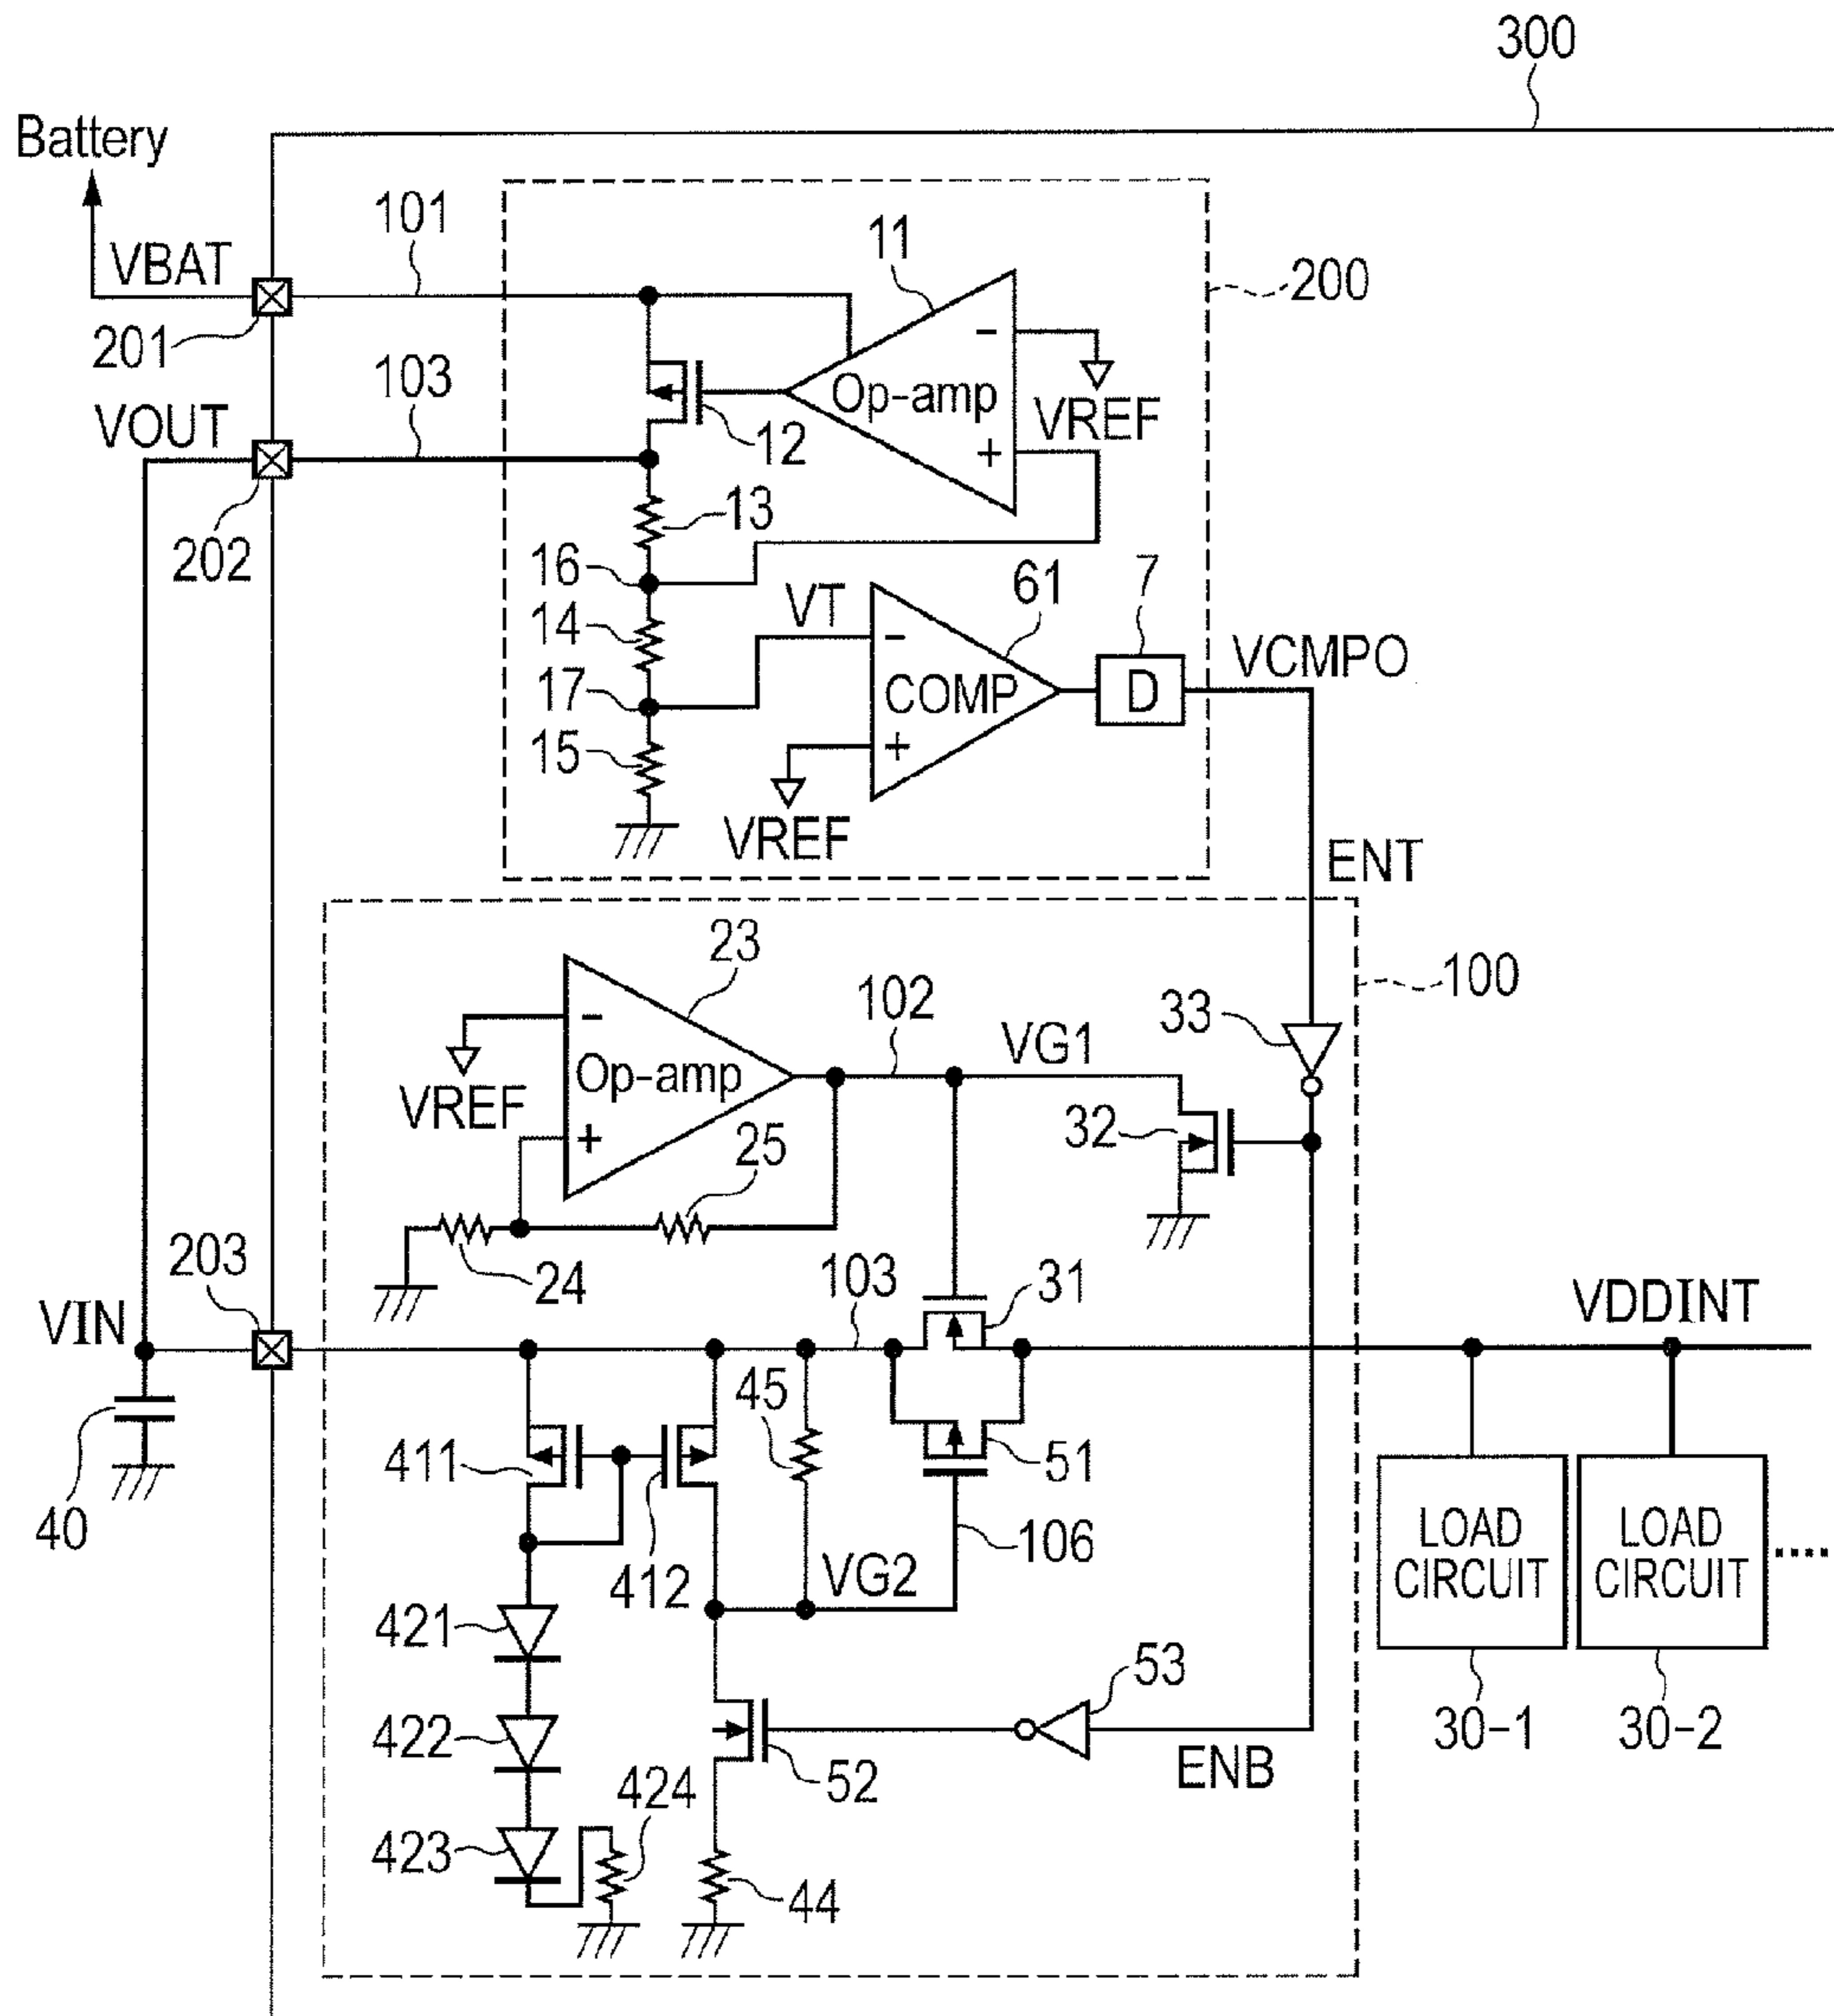 300
Battery
101
VBAT
11
200
201
103
Op-amp
-
+
VREF
VOUT
12
13
202
16
VT
61
7
14
-
VCMPO
17
COMP
D
15
+
VREF
ENT
23
102
100
-
VG1
33
Op-amp
VREF
+
25
32
203
24
103
31
VIN
VDDINT
45
411
51
40
412
106
VG2
LOAD CIRCUIT
LOAD CIRCUIT
....
421
53
30-1
30-2
422
52
ENB
424
423
44